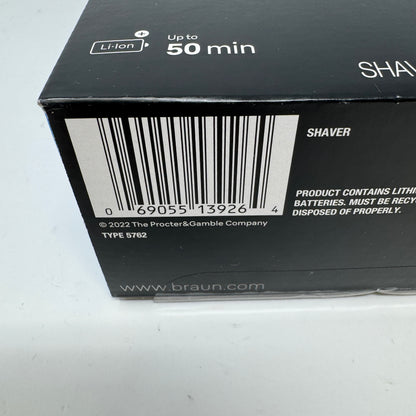 Li-Ion
Up to
50 min
SHAV
SHAVER
PRODUCT CONTAINS LITHI
BATTERIES. MUST BE RECY
DISPOSED OF PROPERLY.
0 69055 13926 4
© 2022 The Procter&Gamble Company
TYPE 5762
www.braun.com